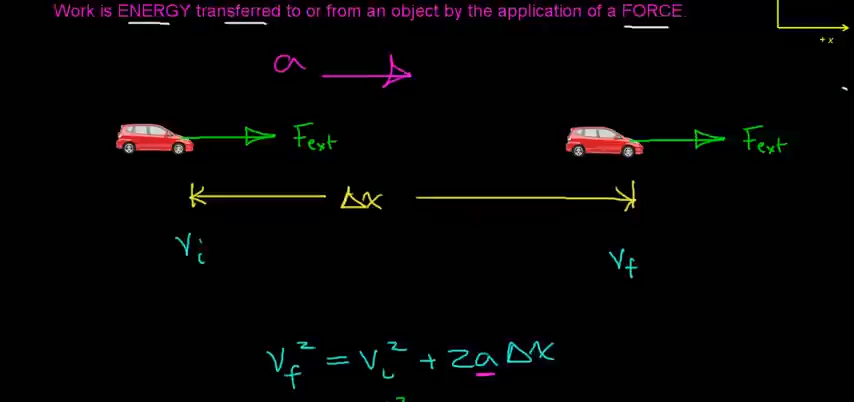 Work is ENERGY transferred to or from an object by the application of a FORCE.
+x
a
Fext Fext
Δx
vi vf
vf² = vi² + 2aΔx